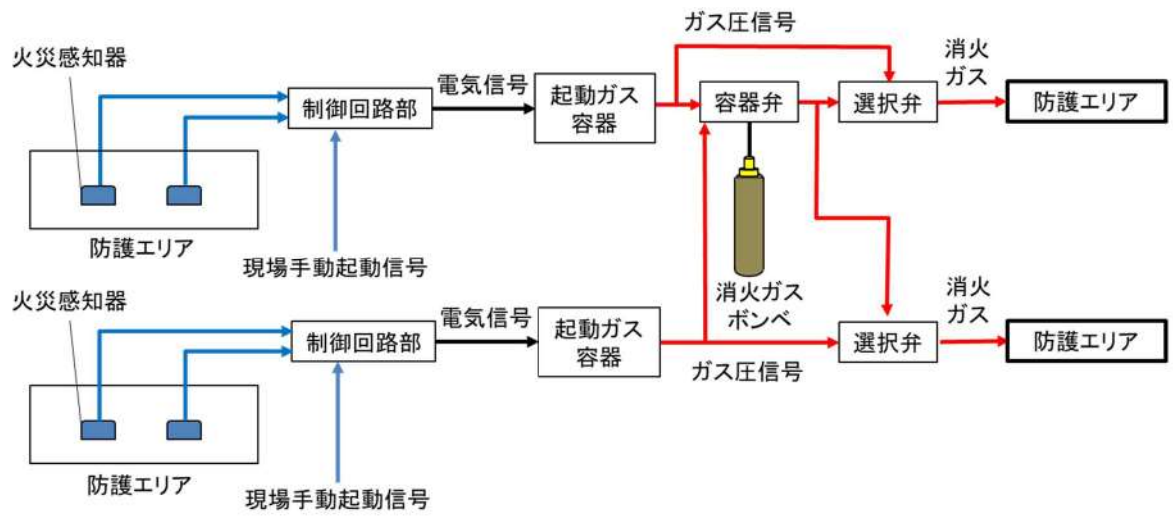 ガス圧信号
消火
ガス
火災感知器
電気信号
制御回路部
起動ガス
容器
容器弁
選択弁
防護エリア
防護エリア
現場手動起動信号
消火ガス
ボンベ
火災感知器
電気信号
消火
ガス
制御回路部
起動ガス
容器
選択弁
防護エリア
ガス圧信号
防護エリア
現場手動起動信号